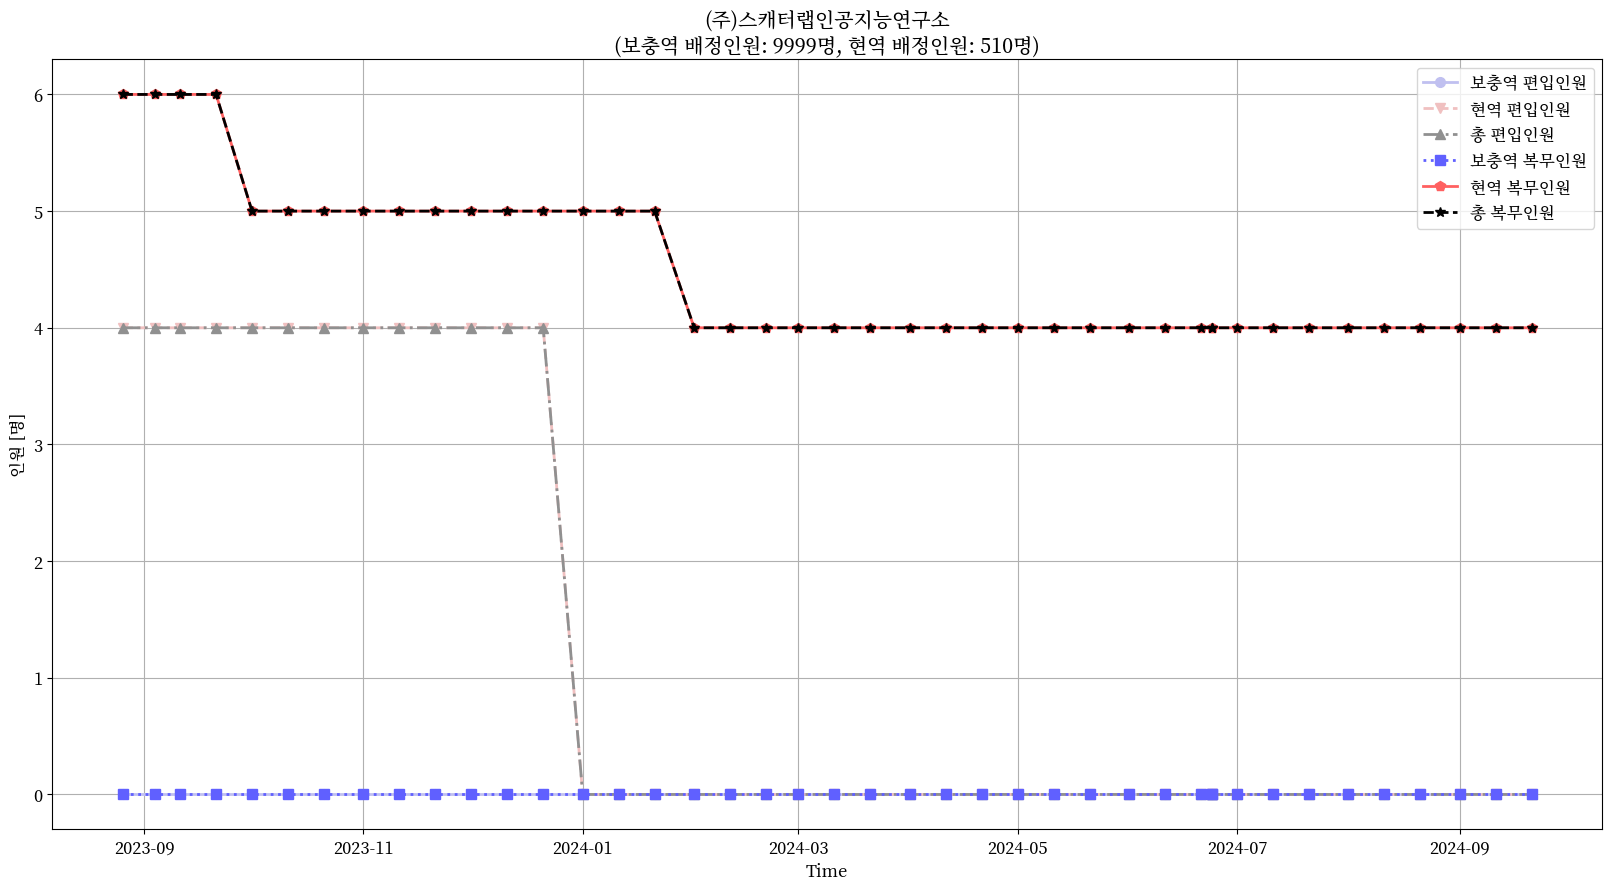 (주)스캐터랩인공지능연구소
(보충역 배정인원: 9999명, 현역 배정인원: 510명)
보충역 편입인원
현역 편입인원
총 편입인원
보충역 복무인원
현역 복무인원
총 복무인원
인원 [명]
6
5
4
3
2
1
0
2023-09
2023-11
2024-01
2024-03
2024-05
2024-07
2024-09
Time